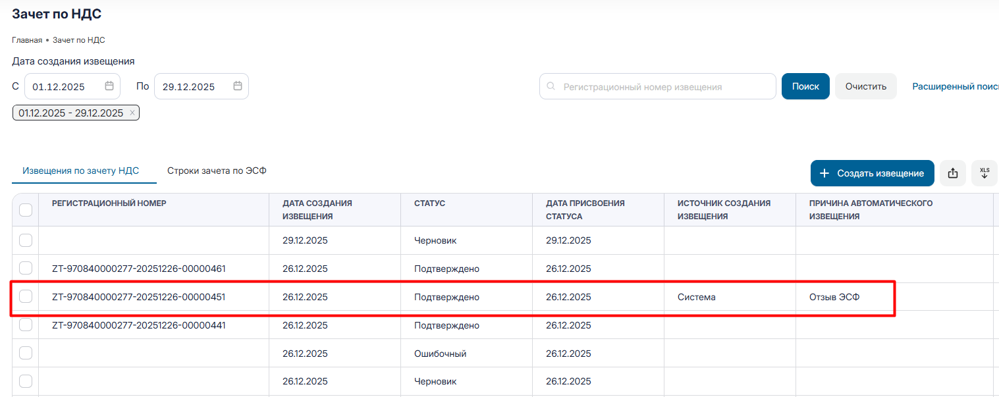 Зачет по НДС
Главная • Зачет по НДС
Дата создания извещения
С 01.12.2025 По 29.12.2025 Регистрационный номер извещения Поиск Очистить Расширенный поиск
01.12.2025 - 29.12.2025 ×
Извещения по зачету НДС Строки зачета по ЭСФ + Создать извещение XLS
РЕГИСТРАЦИОННЫЙ НОМЕР ДАТА СОЗДАНИЯ ИЗВЕЩЕНИЯ СТАТУС ДАТА ПРИСВОЕНИЯ СТАТУСА ИСТОЧНИК СОЗДАНИЯ ИЗВЕЩЕНИЯ ПРИЧИНА АВТОМАТИЧЕСКОГО ИЗВЕЩЕНИЯ
29.12.2025 Черновик 29.12.2025
ZT-970840000277-20251226-00000461 26.12.2025 Подтверждено 26.12.2025
ZT-970840000277-20251226-00000451 26.12.2025 Подтверждено 26.12.2025 Система Отзыв ЭСФ
ZT-970840000277-20251226-00000441 26.12.2025 Подтверждено 26.12.2025
26.12.2025 Ошибочный 26.12.2025
26.12.2025 Черновик 26.12.2025